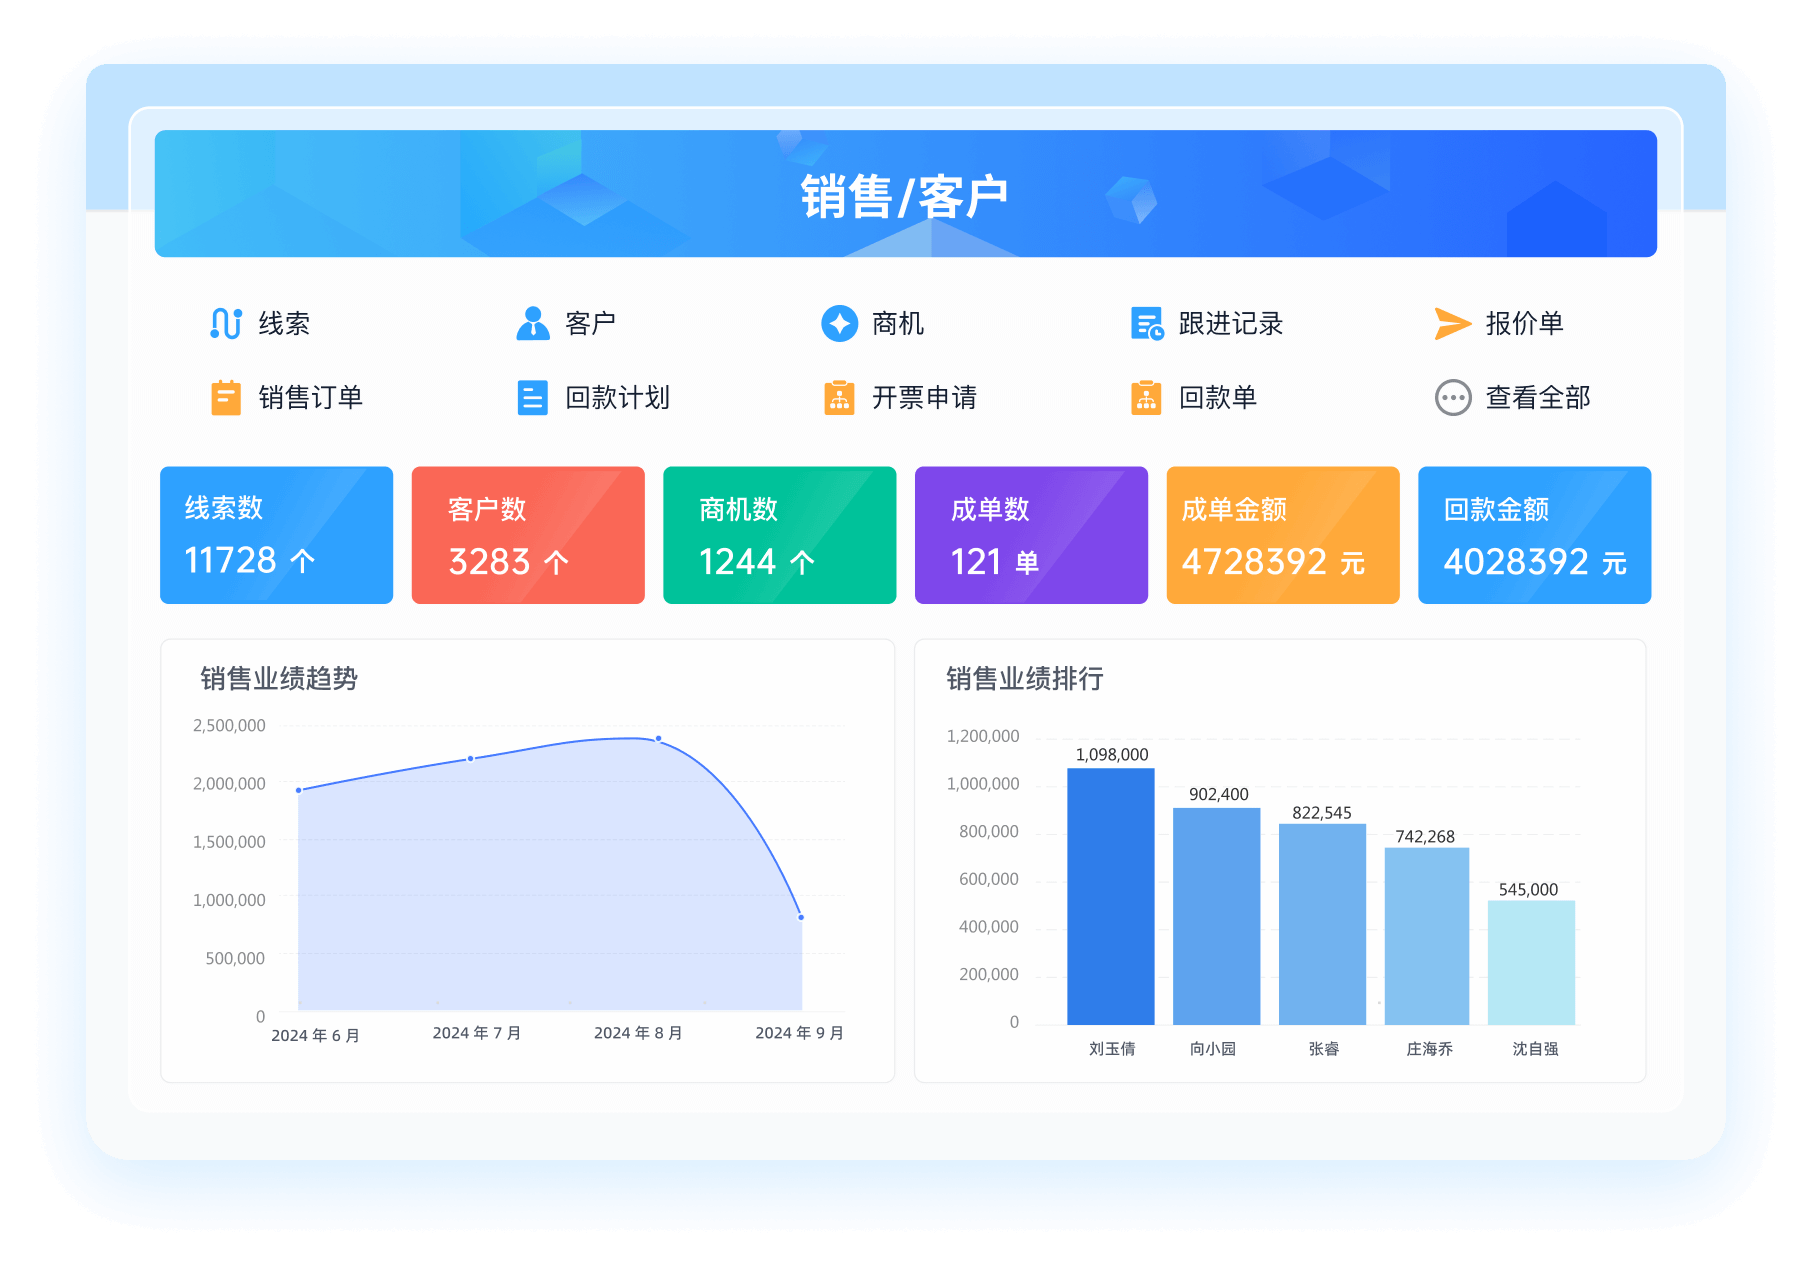 销售/客户
线索
客户
商机
跟进记录
报价单
销售订单
回款计划
开票申请
回款单
查看全部
线索数
11728 个
客户数
3283 个
商机数
1244 个
成单数
121 单
成单金额
4728392 元
回款金额
4028392 元
销售业绩趋势
2,500,000
2,000,000
1,500,000
1,000,000
500,000
0
2024 年 6 月
2024 年 7 月
2024 年 8 月
2024 年 9 月
销售业绩排行
1,200,000
1,000,000
800,000
600,000
400,000
200,000
0
1,098,000
902,400
822,545
742,268
545,000
刘玉倩
向小园
张睿
庄海乔
沈自强